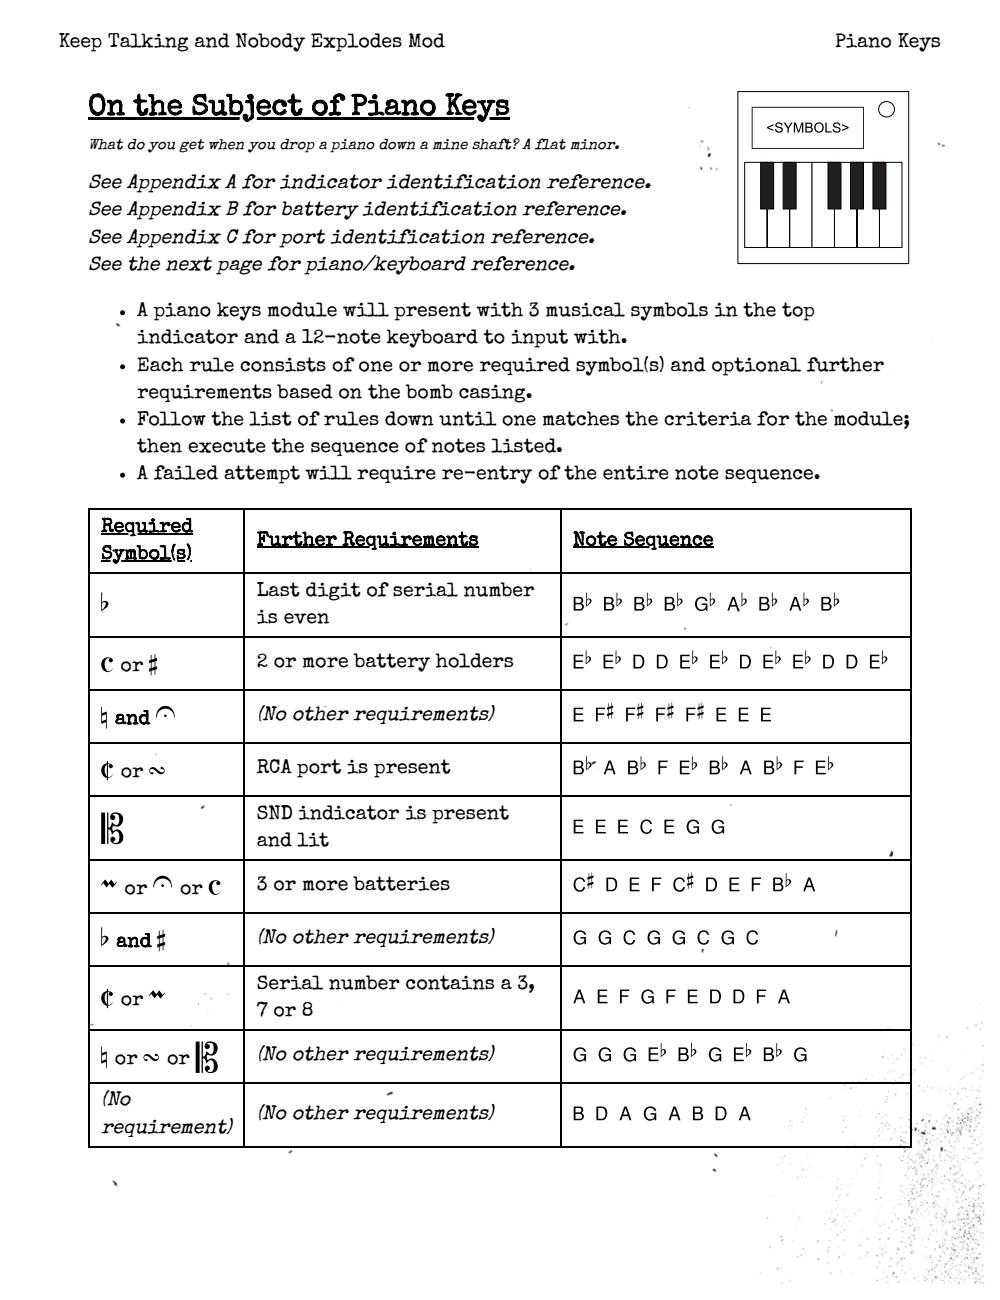 Keep Talking and Nobody Explodes Mod
Piano Keys
On the Subject of Piano Keys
What do you get when you drop a piano down a mine shaft? A flat minor.
<SYMBOLS>
See Appendix A for indicator identification reference.
See Appendix B for battery identification reference.
See Appendix C for port identification reference.
See the next page for piano/keyboard reference.
• A piano keys module will present with 3 musical symbols in the top
indicator and a 12-note keyboard to input with.
• Each rule consists of one or more required symbol(s) and optional further
requirements based on the bomb casing.
• Follow the list of rules down until one matches the criteria for the module;
then execute the sequence of notes listed.
• A failed attempt will require re-entry of the entire note sequence.
Required
Symbol(s)
Further Requirements
Note Sequence
♭
Last digit of serial number
is even
B♭ B♭ B♭ B♭ G♭ A♭ B♭ A♭ B♭
𝄴 or ♯
2 or more battery holders
E♭ E♭ D D E♭ E♭ D E♭ E♭ D D E♭
♮ and 𝄐
(No other requirements)
E F♯ F♯ F♯ F♯ E E E
𝄵 or 𝆗
RCA port is present
B♭ A B♭ F E♭ B♭ A B♭ F E♭
𝄡
SND indicator is present
and lit
E E E C E G G
𝆝𝆝 or 𝄐 or 𝄴
3 or more batteries
C♯ D E F C♯ D E F B♭ A
♭ and ♯
(No other requirements)
G G C G G C G C
𝄵 or 𝆝𝆝
Serial number contains a 3,
7 or 8
A E F G F E D D F A
♮ or 𝆗 or 𝄡
(No other requirements)
G G G E♭ B♭ G E♭ B♭ G
(No
requirement)
(No other requirements)
B D A G A B D A